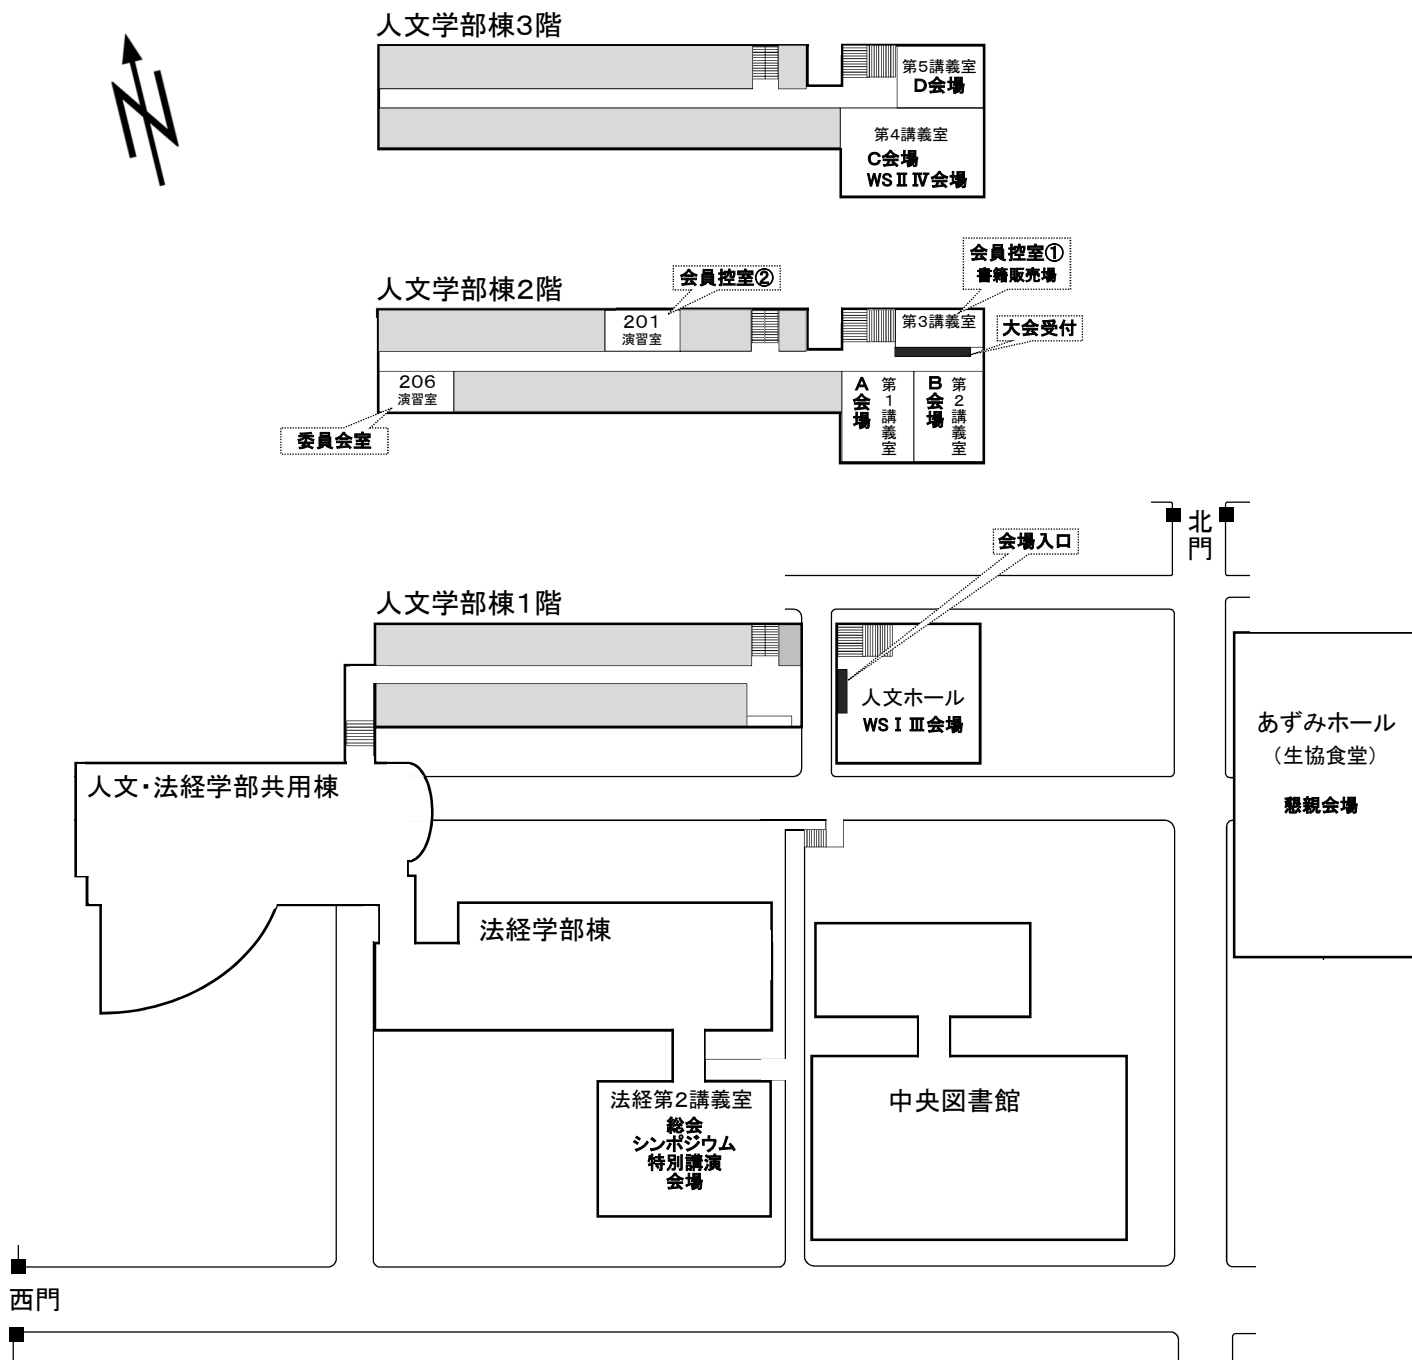 人文学部棟3階
第5講義室
D会場
第4講義室
C会場
WSⅡⅣ会場
人文学部棟2階
会員控室②
会員控室①
書籍販売場
大会受付
201
演習室
第3講義室
206
演習室
委員会室
A会場
第1講義室
B会場
第2講義室
北門
会場入口
人文学部棟1階
人文ホール
WSⅠⅢ会場
あずみホール
（生協食堂）
懇親会場
人文・法経学部共用棟
法経学部棟
法経第2講義室
総会
シンポジウム
特別講演
会場
中央図書館
西門